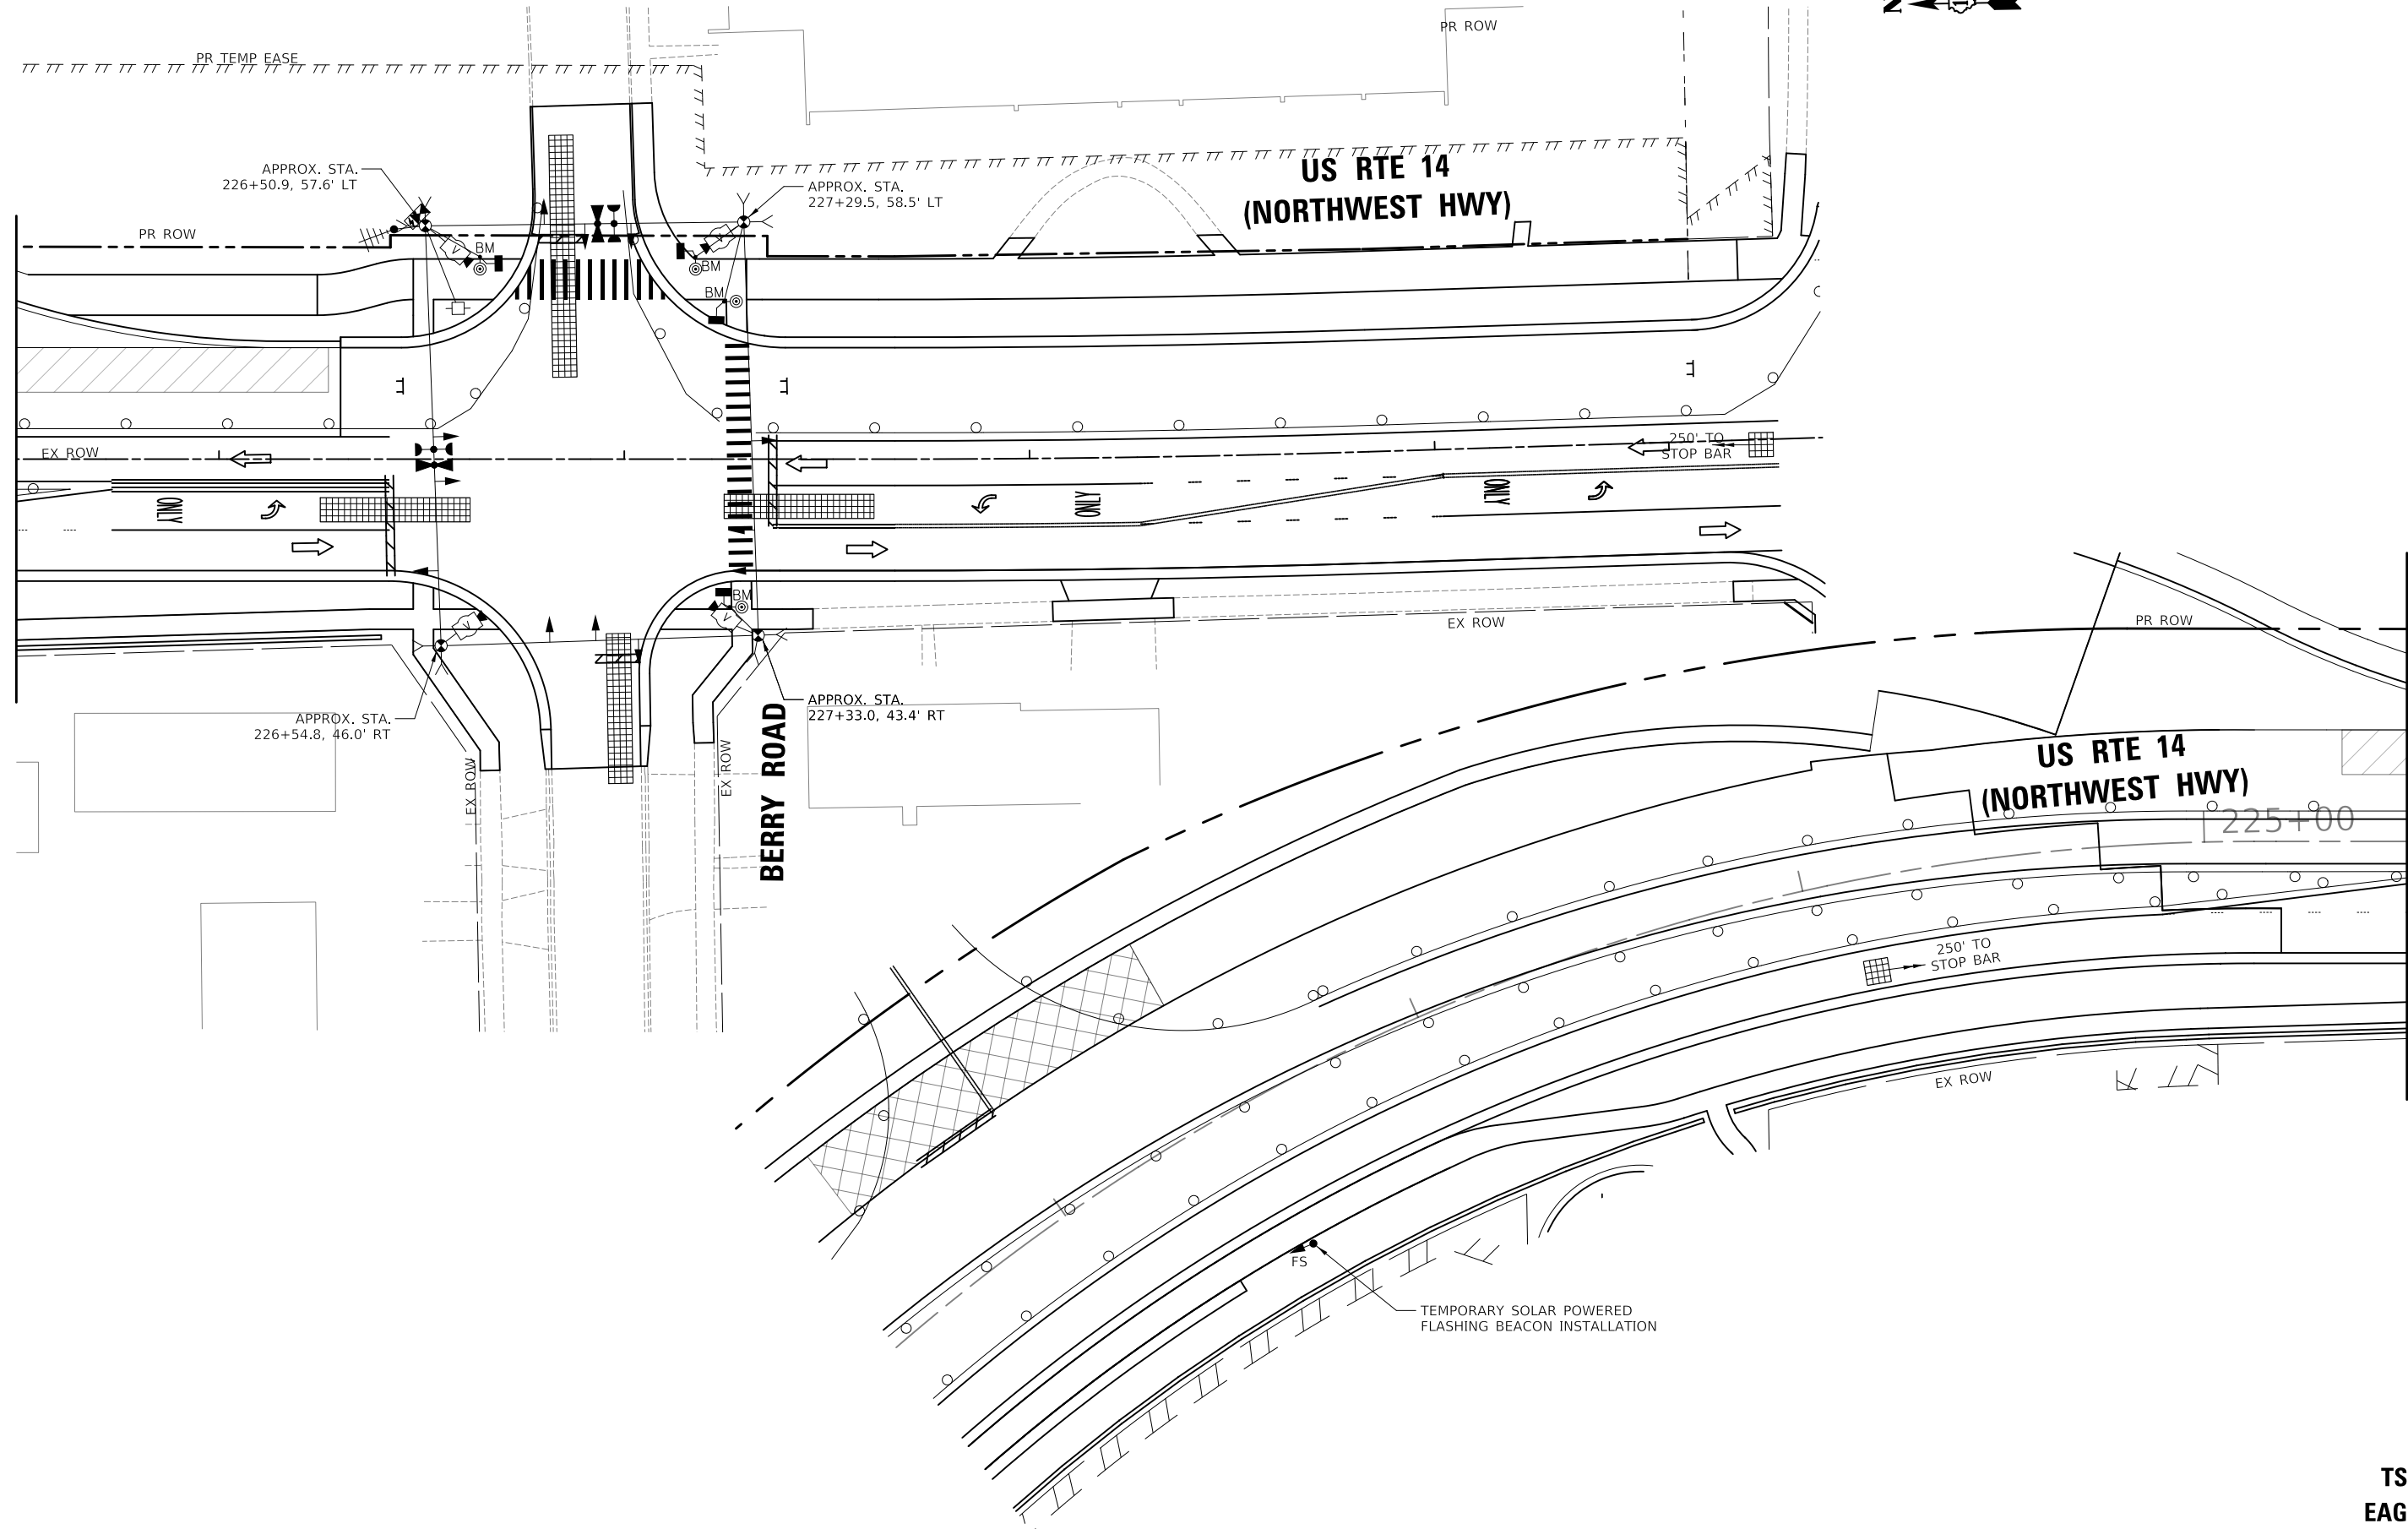 N
PR ROW
PR TEMP EASE
APPROX. STA.
226+50.9, 57.6' LT
APPROX. STA.
227+29.5, 58.5' LT
US RTE 14
(NORTHWEST HWY)
PR ROW
BM
BM
BM
EX ROW
250' TO
STOP BAR
ONLY
ONLY
ONLY
V
V
V
V
BM
EX ROW
PR ROW
APPROX. STA.
226+54.8, 46.0' RT
APPROX. STA.
227+33.0, 43.4' RT
BERRY ROAD
EX ROW
EX ROW
US RTE 14
(NORTHWEST HWY)
225+00
250' TO
STOP BAR
EX ROW
FS
TEMPORARY SOLAR POWERED
FLASHING BEACON INSTALLATION
TS
EAG